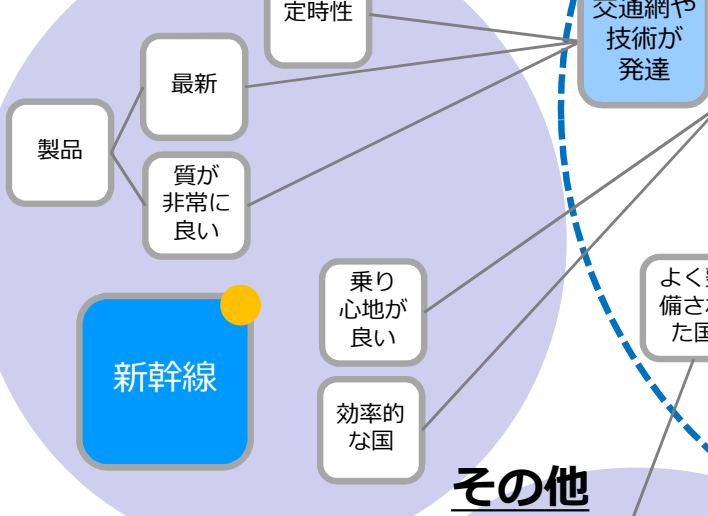 定時性
交通網や
技術が
発達
最新
製品
質が
非常に
良い
乗り
心地が
良い
よく
備さ
た国
新幹線
効率的
な国
その他